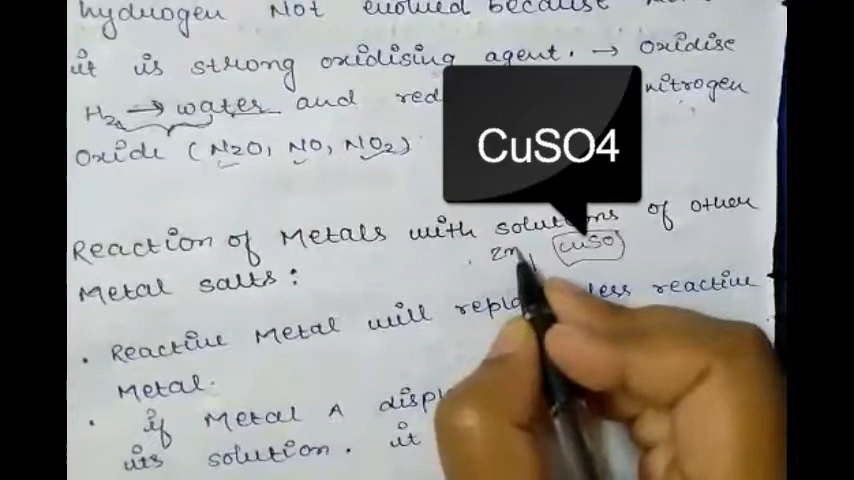 hydrogen Not evolved because
it is strong oxidising agent. → oxidise
H2 → water and red nitrogen
oxide (N2O, NO, NO2)
CuSO4
Reaction of Metals with solutions of other
Metal salts:
zn cuSO
• Reactive Metal will repla less reactive
Metal.
• if Metal A displ
its solution. it